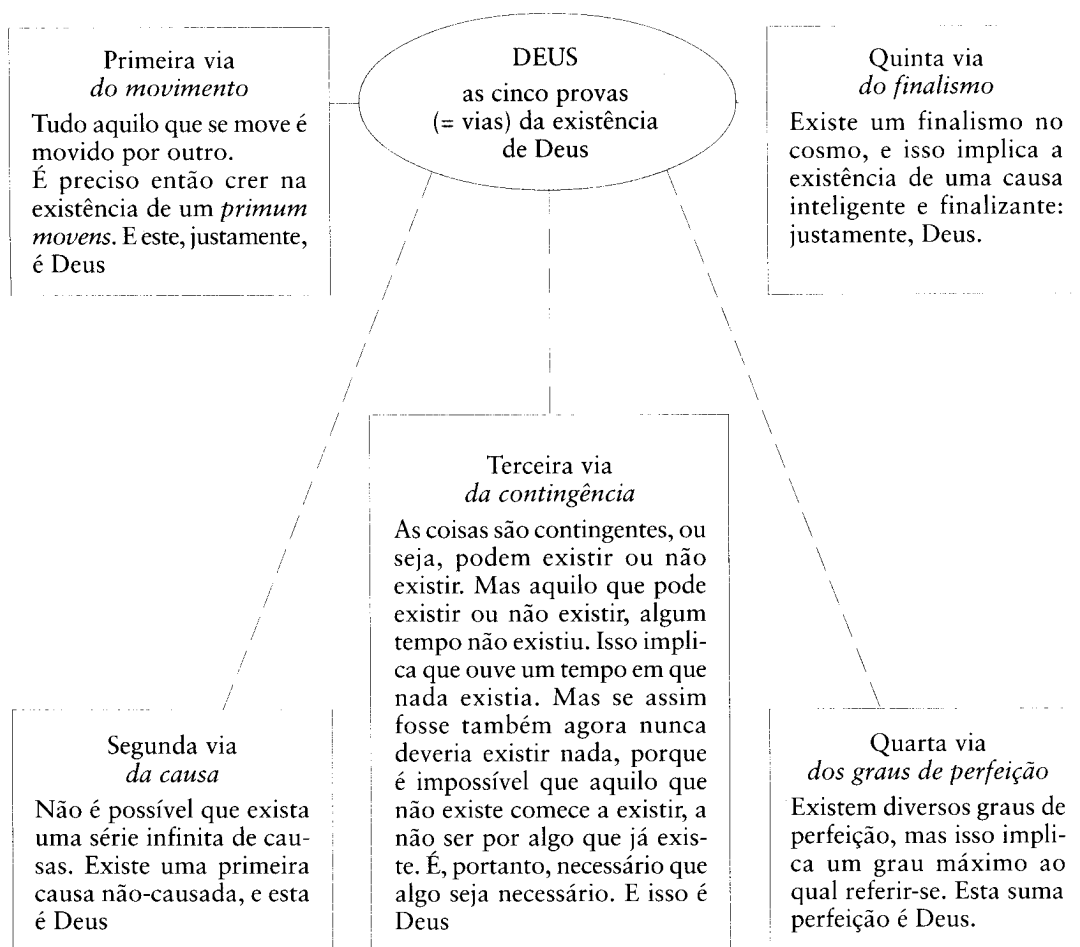 Primeira via
do movimento
Tudo aquilo que se move é
movido por outro.
É preciso então crer na
existência de um primum
movens. E este, justamente,
é Deus
DEUS
as cinco provas
(= vias) da existência
de Deus
Quinta via
do finalismo
Existe um finalismo no
cosmo, e isso implica a
existência de uma causa
inteligente e finalizante:
justamente, Deus.
Segunda via
da causa
Não é possível que exista
uma série infinita de cau-
sas. Existe uma primeira
causa não-causada, e esta
é Deus
Terceira via
da contingência
As coisas são contingentes, ou
seja, podem existir ou não
existir. Mas aquilo que pode
existir ou não existir, algum
tempo não existiu. Isso impli-
ca que ouve um tempo em que
nada existia. Mas se assim
fosse também agora nunca
deveria existir nada, porque
é impossível que aquilo que
não existe comece a existir, a
não ser por algo que já exis-
te. É, portanto, necessário que
algo seja necessário. E isso é
Deus
Quarta via
dos graus de perfeição
Existem diversos graus de
perfeição, mas isso impli-
ca um grau máximo ao
qual referir-se. Esta suma
perfeição é Deus.